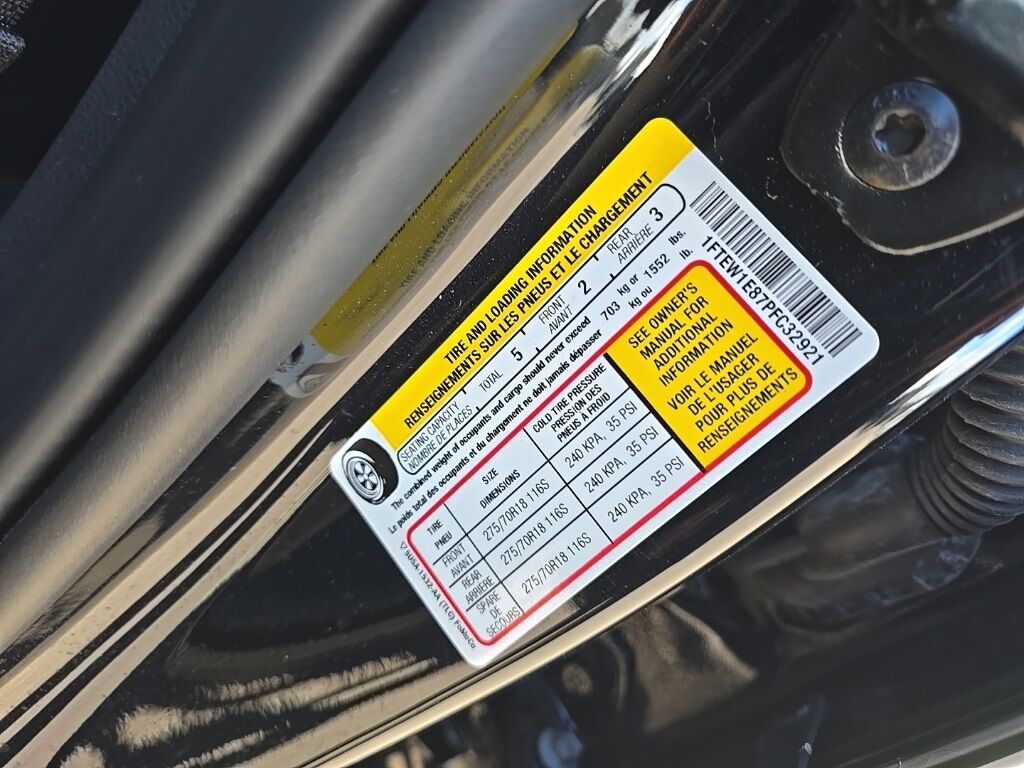 TIRE AND LOADING INFORMATION
RENSEIGNEMENTS SUR LES PNEUS ET LE CHARGEMENT
SEATING CAPACITY TOTAL 5 FRONT 2 REAR 3
NOMBRE DE PLACES AVANT ARRIÈRE
The combined weight of occupants and cargo should never exceed 703 kg or 1552 lbs.
Le poids total des occupants et du chargement ne doit jamais dépasser kg ou lb.
TIRE SIZE COLD TIRE PRESSURE
PNEU DIMENSIONS PRESSION DES
PNEUS A FROID
FRONT 275/70R18 116S 240 KPA, 35 PSI
AVANT
REAR 275/70R18 116S 240 KPA, 35 PSI
ARRIÈRE
SPARE 275/70R18 116S 240 KPA, 35 PSI
DE
SECOURS
SEE OWNER'S
MANUAL FOR
ADDITIONAL
INFORMATION
VOIR LE MANUEL
DE L'USAGER
POUR PLUS DE
RENSEIGNEMENTS
1FTEW1E87PFC32921
5U5A-1532-AA (TLU) FoMoCo